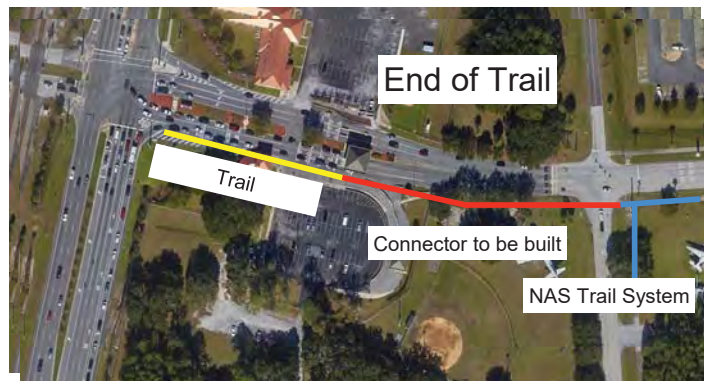 End of Trail
Trail
Connector to be built
NAS Trail System